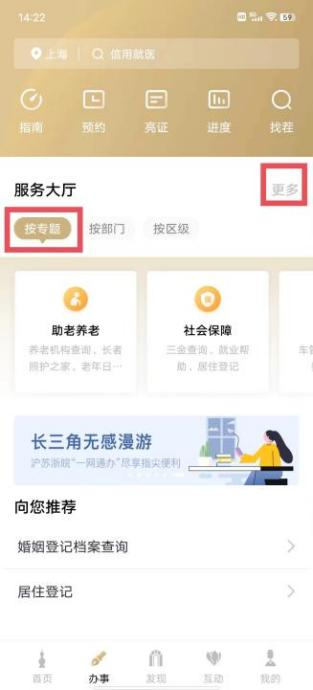 14:22
59
上海 信用就医
指南 预约 亮证 进度 找茬
服务大厅 更多
按专题 按部门 按区级
助老养老 社会保障
养老机构查询，长者 三金查询，就业帮 车管
照护之家，老年日… 助，居住登记
长三角无感漫游
沪苏浙皖“一网通办”尽享指尖便利
向您推荐
婚姻登记档案查询
居住登记
首页 办事 发现 互动 我的